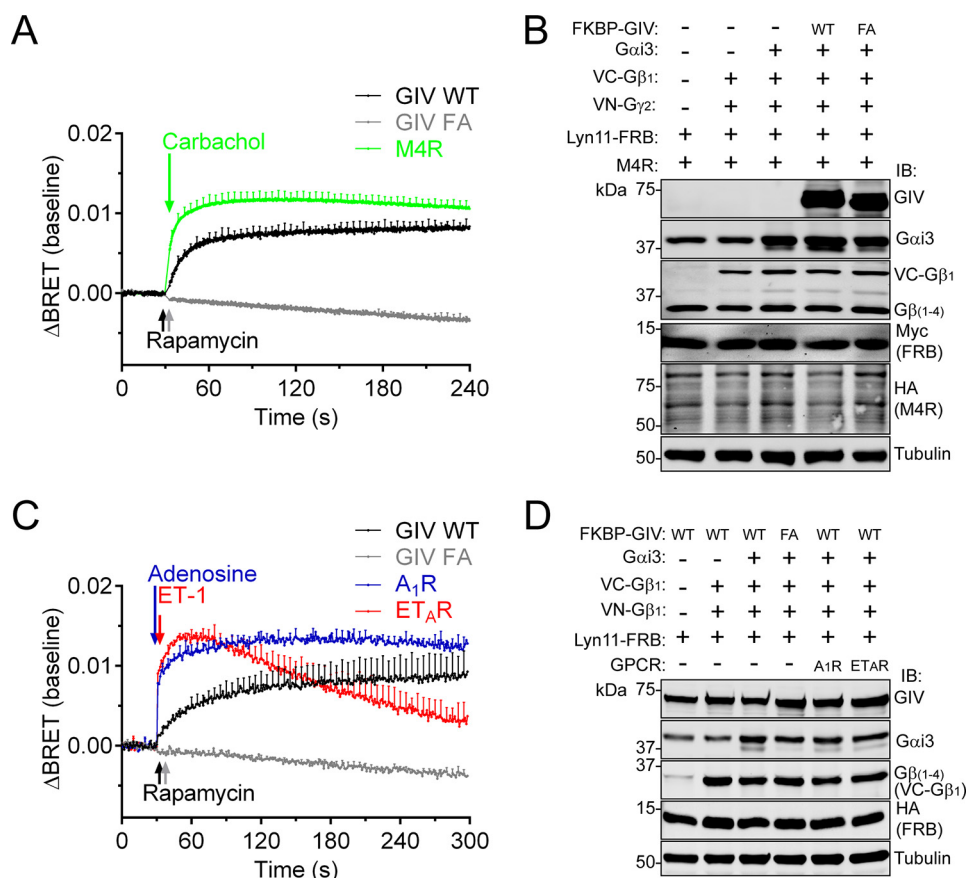 A
GIV WT
GIV FA
M4R
Carbachol
0.02
0.01
0.00
ΔBRET (baseline)
Rapamycin
0 60 120 180 240
Time (s)
B
FKBP-GIV: - - - WT FA
Gαi3: - - + + +
VC-Gβ1: - + + + +
VN-Gγ2: - + + + +
Lyn11-FRB: + + + + +
M4R: + + + + +
IB:
kDa 75 GIV
37 Gαi3
VC-Gβ1
37 Gβ(1-4)
15 Myc
(FRB)
75 HA
(M4R)
50
50 Tubulin
C
GIV WT
GIV FA
A1R
ETAR
Adenosine
ET-1
0.02
0.01
0.00
ΔBRET (baseline)
Rapamycin
0 60 120 180 240 300
Time (s)
D
FKBP-GIV: WT WT WT FA WT WT
Gαi3: - - + + + +
VC-Gβ1: - + + + + +
VN-Gβ1: - + + + + +
Lyn11-FRB: + + + + + +
GPCR: - - - - A1R ETAR
IB:
kDa 75 GIV
Gαi3
37
37 Gβ(1-4)
(VC-Gβ1)
15 HA
(FRB)
50 Tubulin